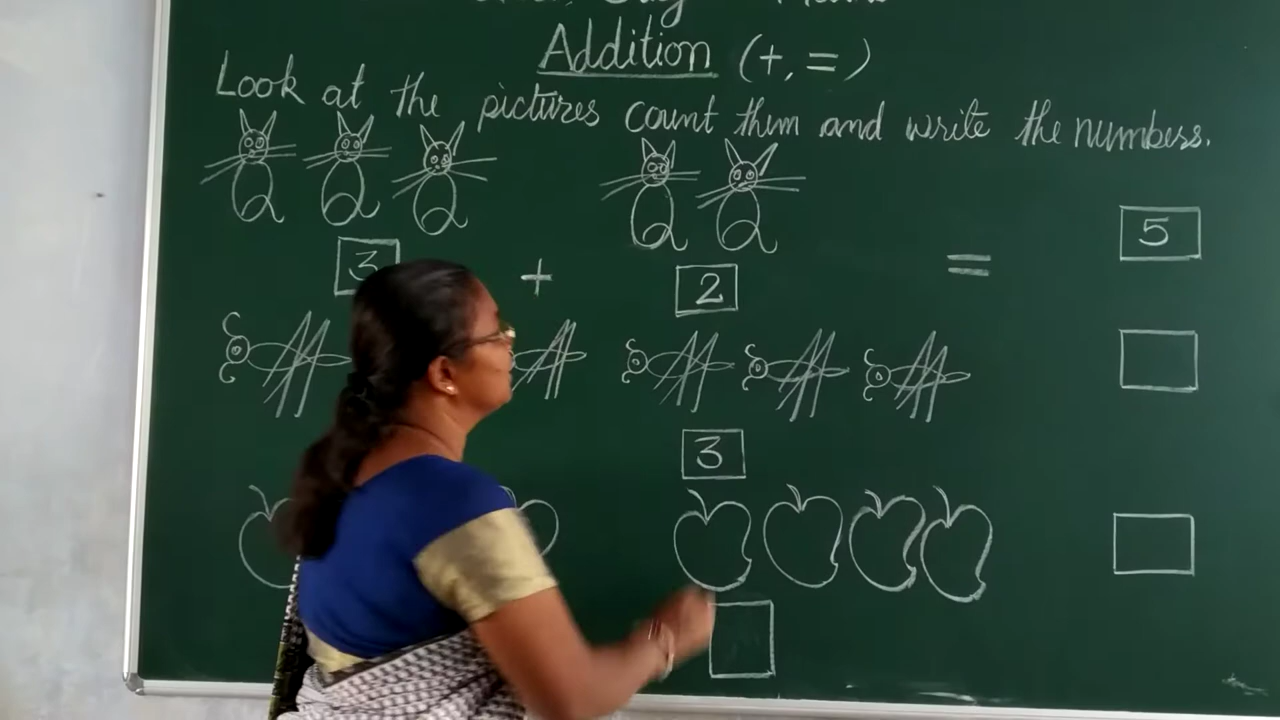 Addition (+, =)
Look at the pictures count them and write the numbers.
3 + 2 = 5
3